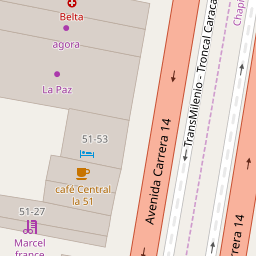 Belta
agora
La Paz
51-53
café Central
la 51
51-27
Marcel
france
Avenida Carrera 14
TransMilenio - Troncal Caraca
Chap
rrera 14